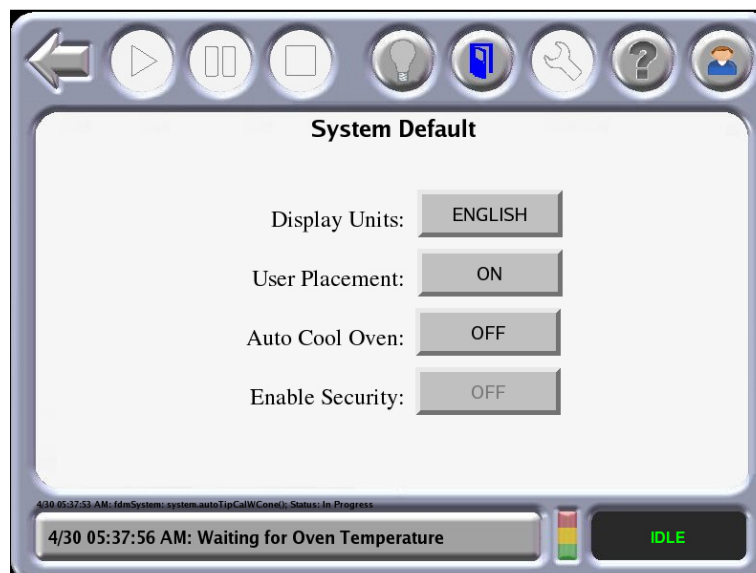 System Default
Display Units: ENGLISH
User Placement: ON
Auto Cool Oven: OFF
Enable Security: OFF
4/30 05:37:53 AM: fdmSystem: system.autoTipCalWCone(); Status: In Progress
4/30 05:37:56 AM: Waiting for Oven Temperature
IDLE